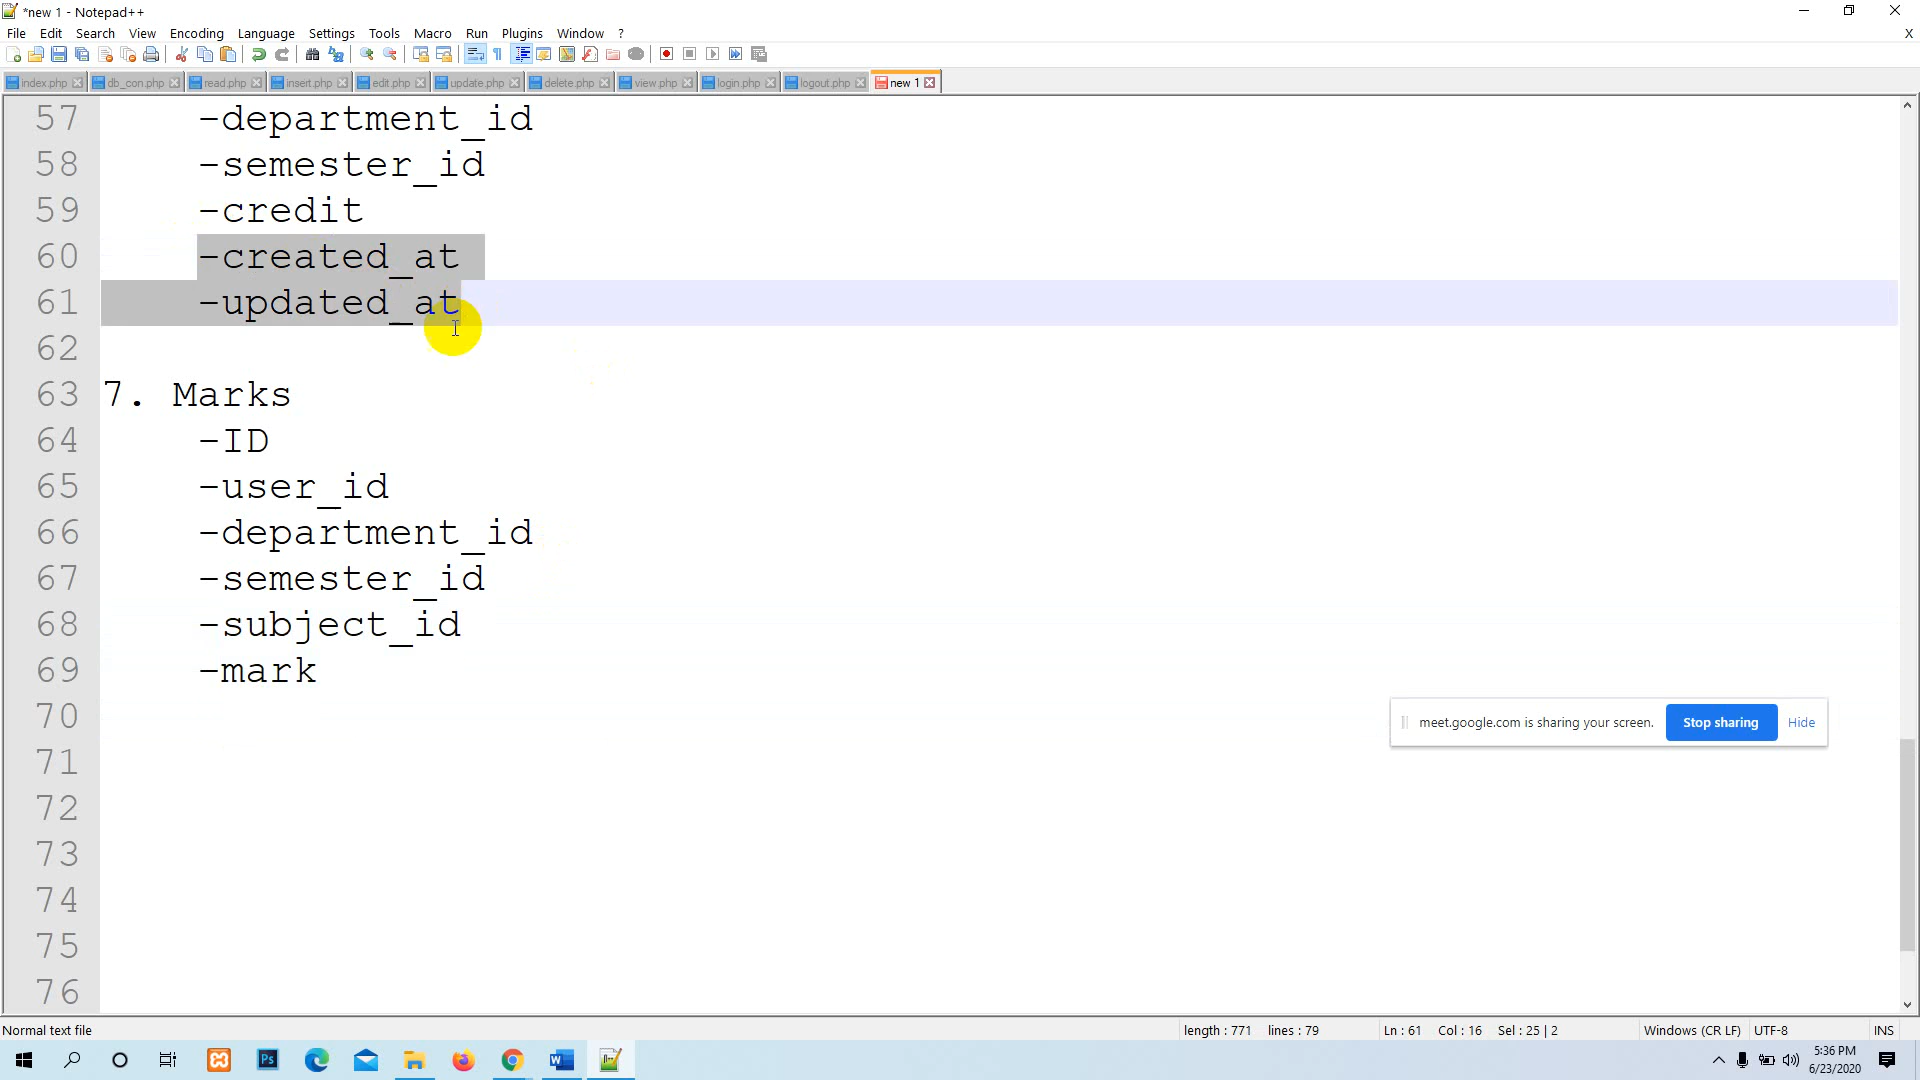 *new 1 - Notepad++
File Edit Search View Encoding Language Settings Tools Macro Run Plugins Window ? X
index.php db_con.php read.php insert.php edit.php update.php delete.php view.php login.php logout.php new 1
57 -department_id
58 -semester_id
59 -credit
60 -created_at
61 -updated_at
62
63 7. Marks
64 -ID
65 -user_id
66 -department_id
67 -semester_id
68 -subject_id
69 -mark
70
meet.google.com is sharing your screen. Stop sharing Hide
71
72
73
74
75
76
Normal text file length : 771 lines : 79 Ln : 61 Col : 16 Sel : 25 | 2 Windows (CR LF) UTF-8 INS
Ps W 5:36 PM
6/23/2020